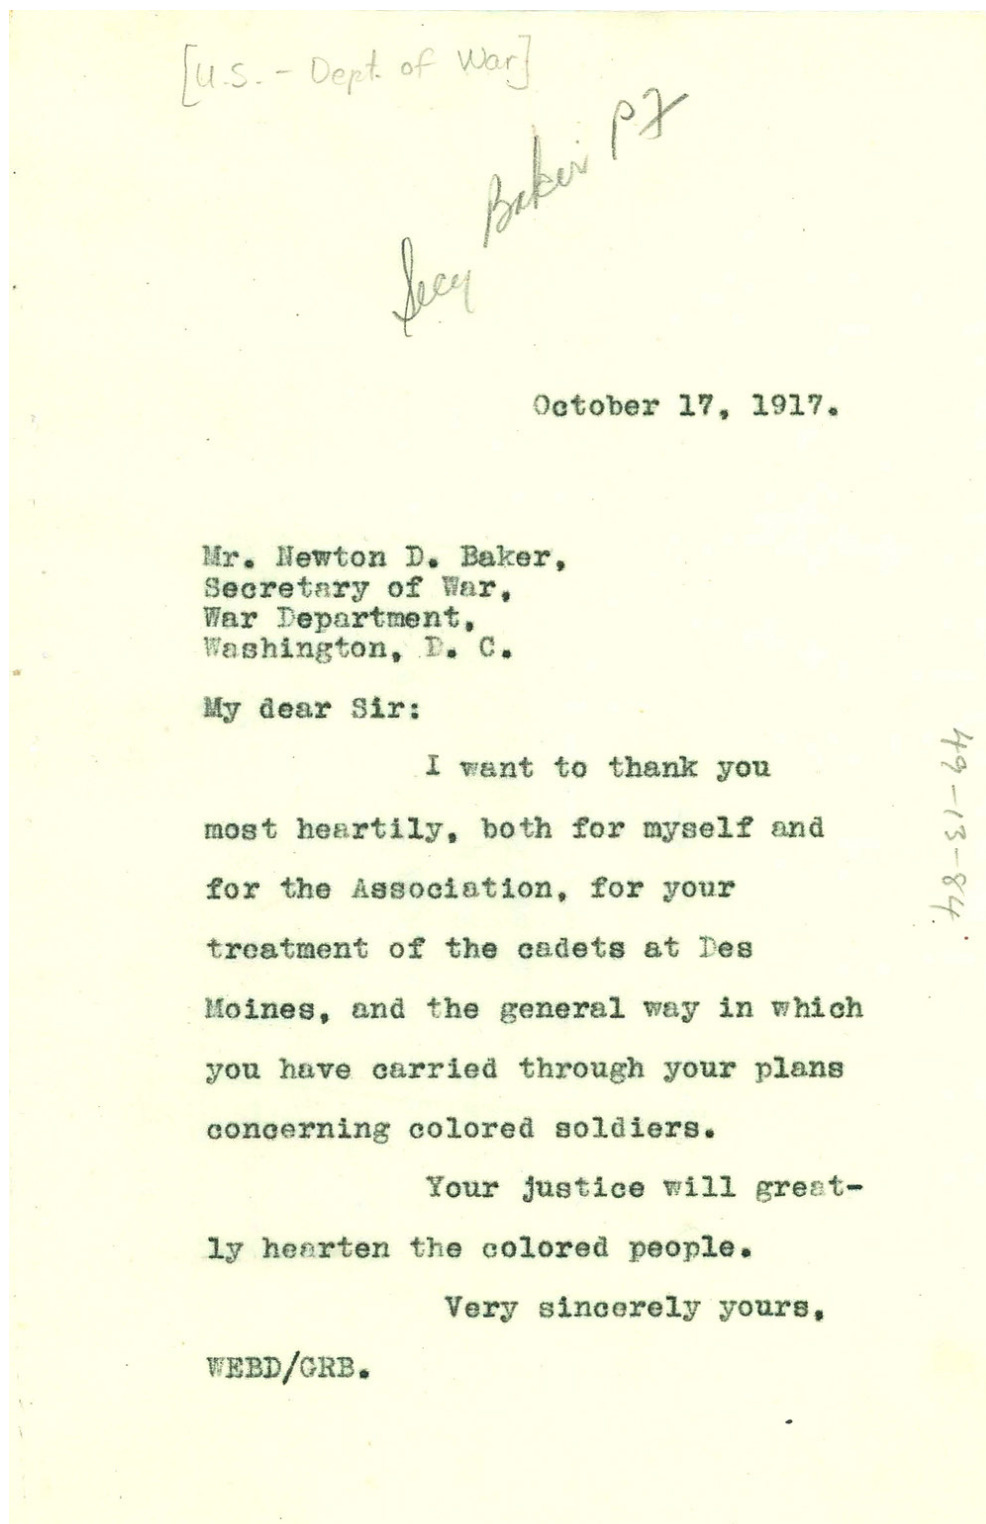 [U.S. - Dept. of War]
Secy Baker P F
October 17, 1917.
Mr. Newton D. Baker,
Secretary of War,
War Department,
Washington, D. C.
My dear Sir:
I want to thank you
most heartily, both for myself and
for the Association, for your
treatment of the cadets at Des
Moines, and the general way in which
you have carried through your plans
concerning colored soldiers.
Your justice will great-
ly hearten the colored people.
Very sincerely yours,
WEBD/GRB.
49-13-84